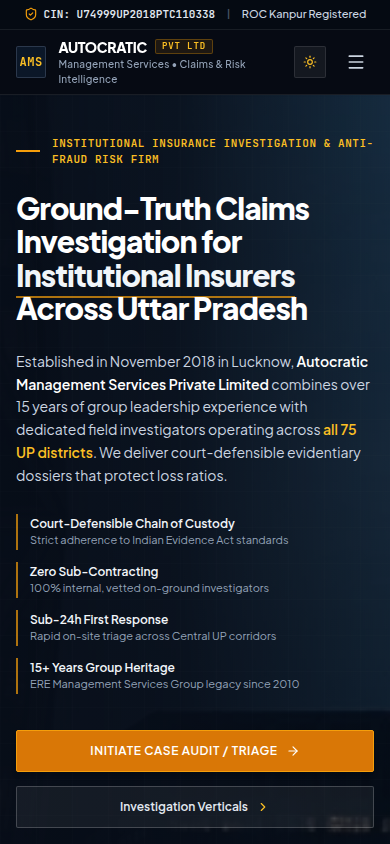 CIN: U74999UP2018PTC110338 | ROC Kanpur Registered
AMS
AUTOCRATIC PVT LTD
Management Services • Claims & Risk
Intelligence
INSTITUTIONAL INSURANCE INVESTIGATION & ANTI-
FRAUD RISK FIRM
Ground-Truth Claims
Investigation for
Institutional Insurers
Across Uttar Pradesh
Established in November 2018 in Lucknow, Autocratic
Management Services Private Limited combines over
15 years of group leadership experience with
dedicated field investigators operating across all 75
UP districts. We deliver court-defensible evidentiary
dossiers that protect loss ratios.
Court-Defensible Chain of Custody
Strict adherence to Indian Evidence Act standards
Zero Sub-Contracting
100% internal, vetted on-ground investigators
Sub-24h First Response
Rapid on-site triage across Central UP corridors
15+ Years Group Heritage
ERE Management Services Group legacy since 2010
INITIATE CASE AUDIT / TRIAGE →
Investigation Verticals >